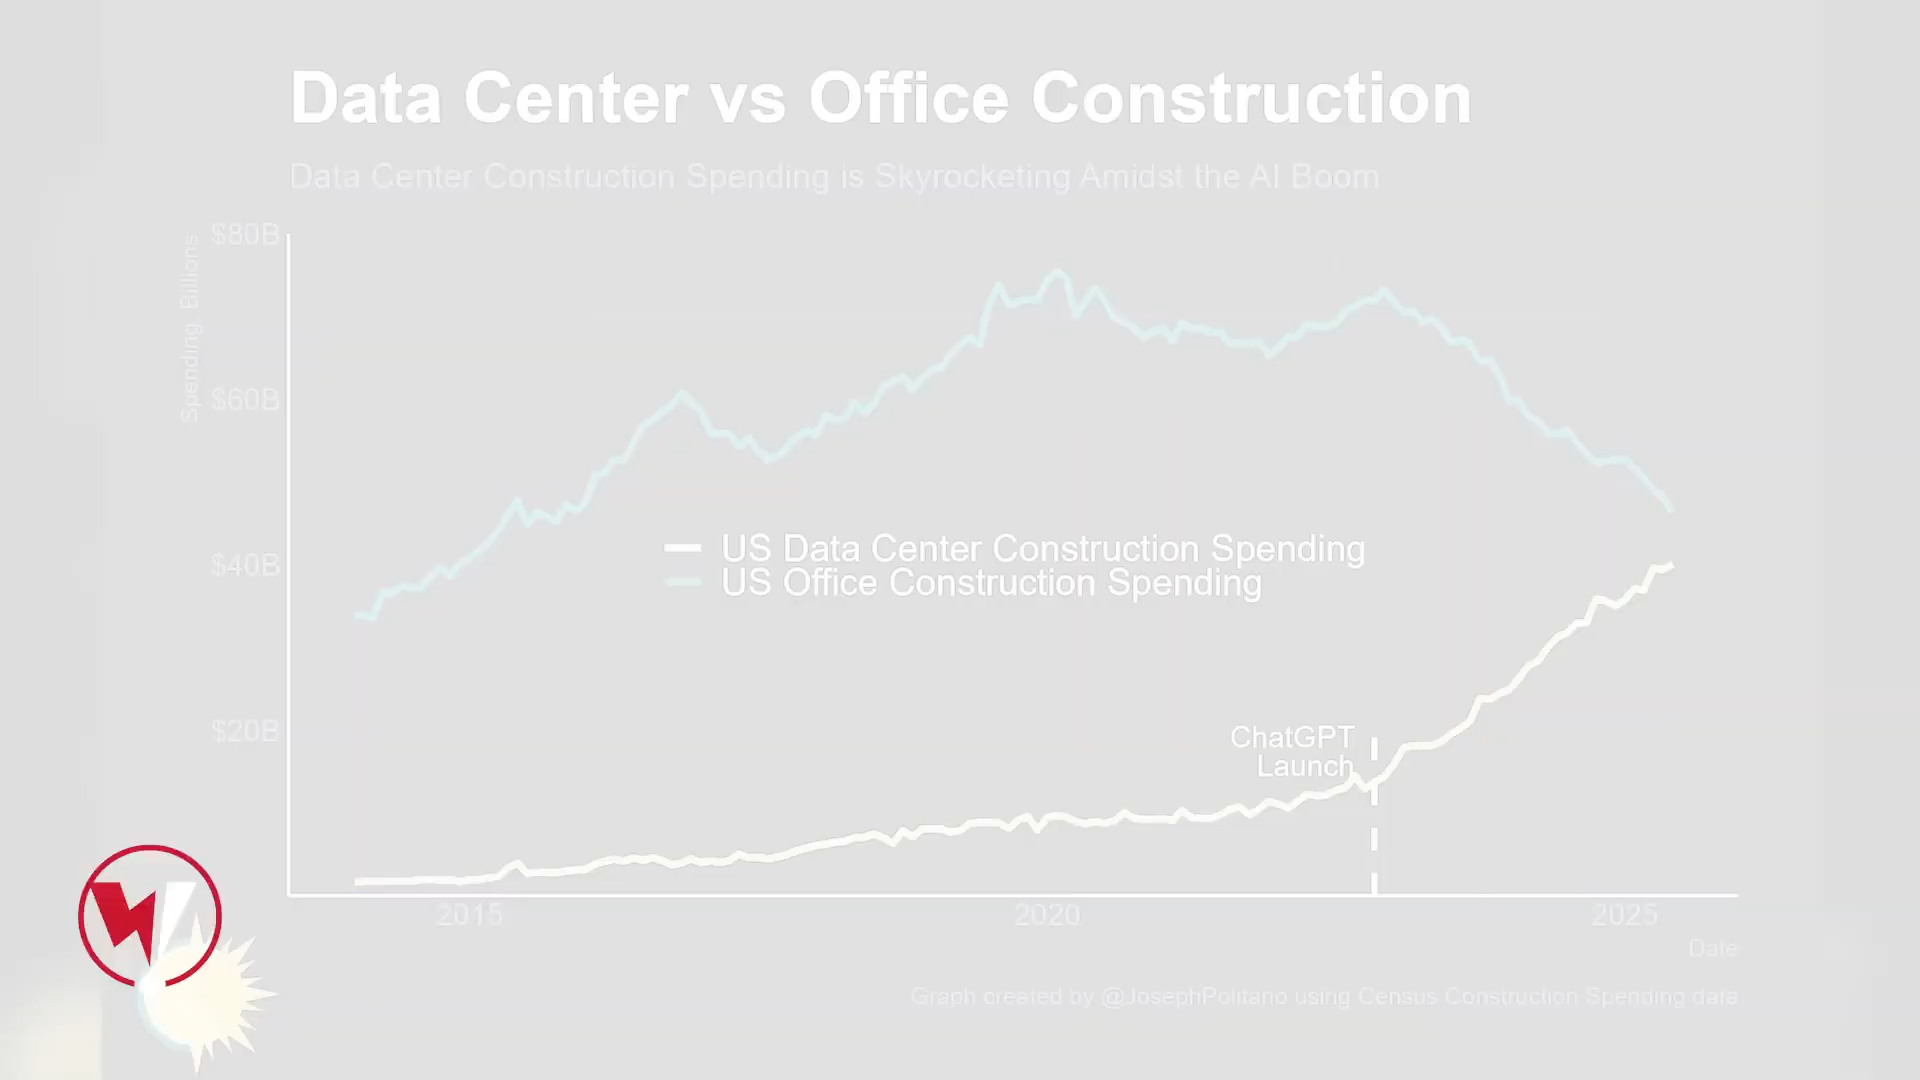 Data Center vs Office Construction
Data Center Construction Spending is Skyrocketing Amidst the AI Boom
Spending Billions
$80B
$60B
$40B
$20B
US Data Center Construction Spending
US Office Construction Spending
ChatGPT
Launch
2015
2020
2025
Date
Graph created by @JosephPolitano using Census Construction Spending data